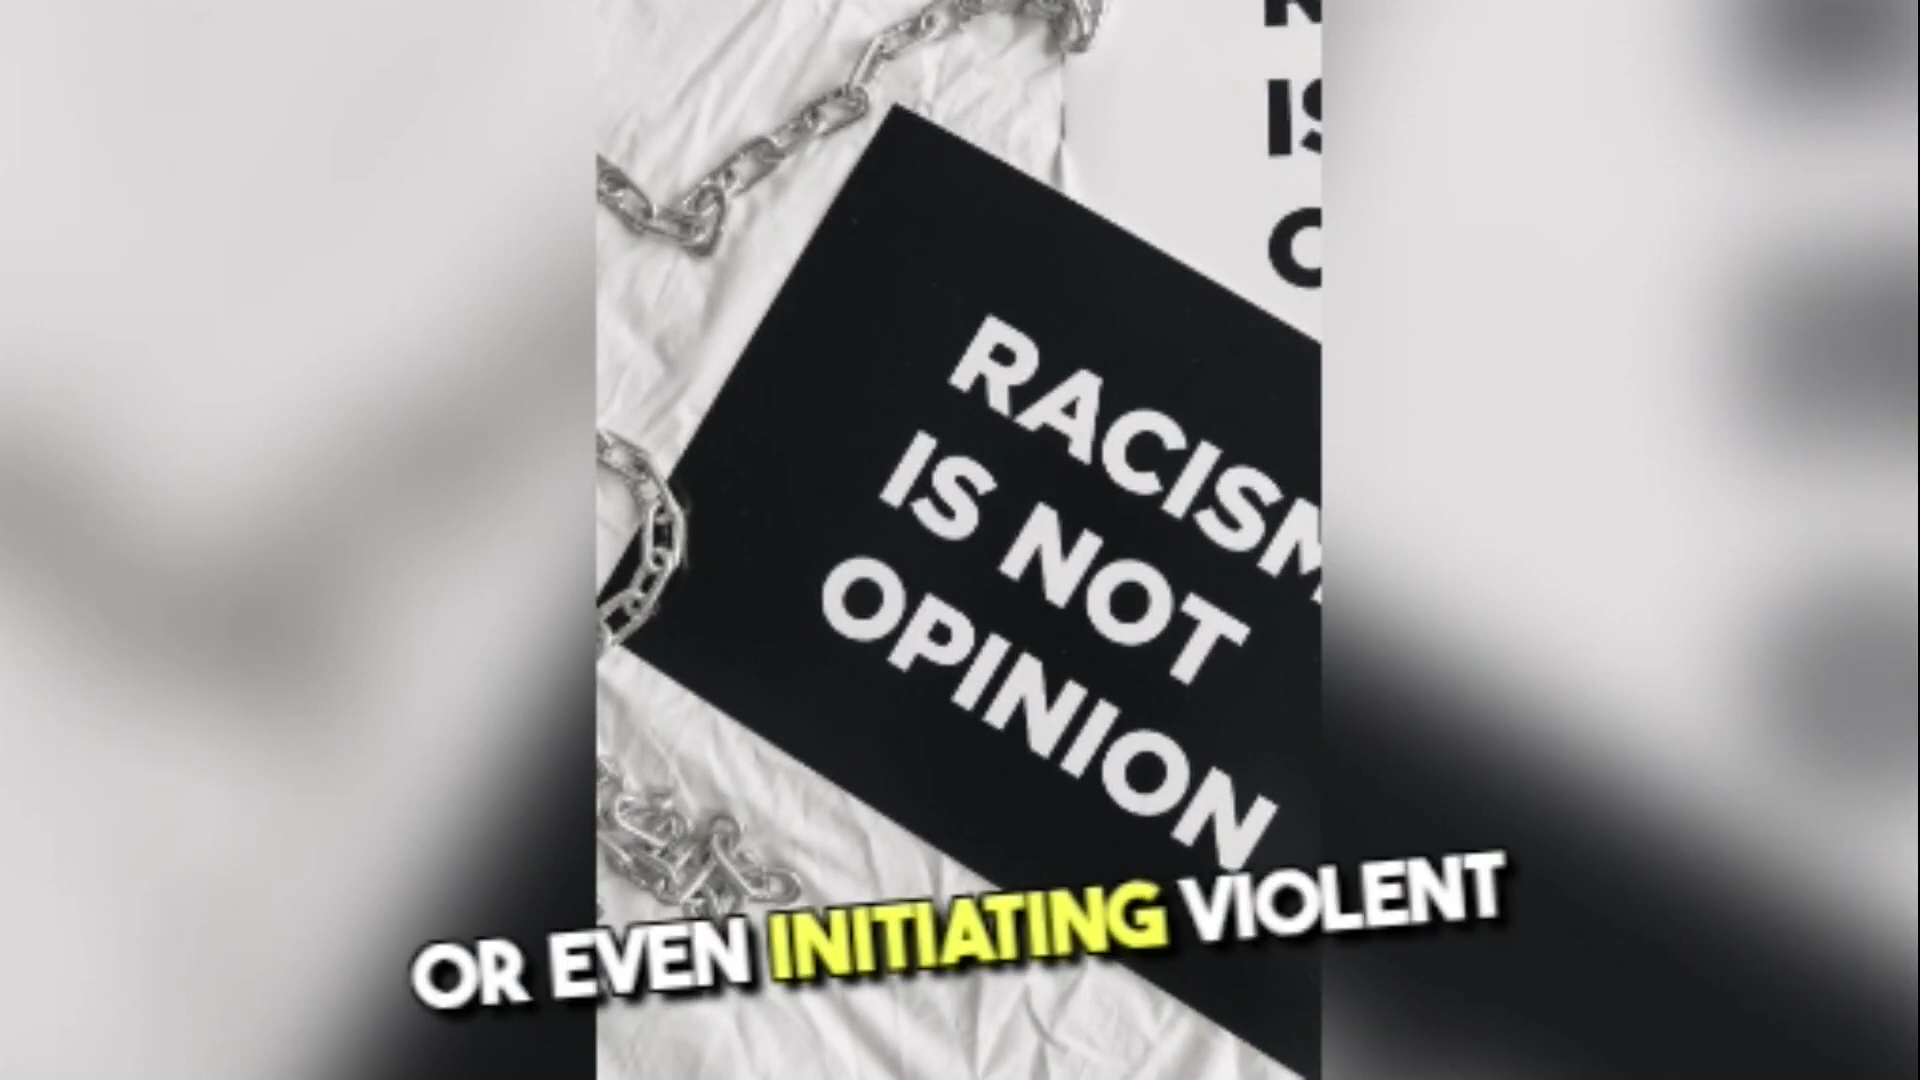 IS
RACISM
IS NOT
OPINION
OR EVEN INITIATING VIOLENT